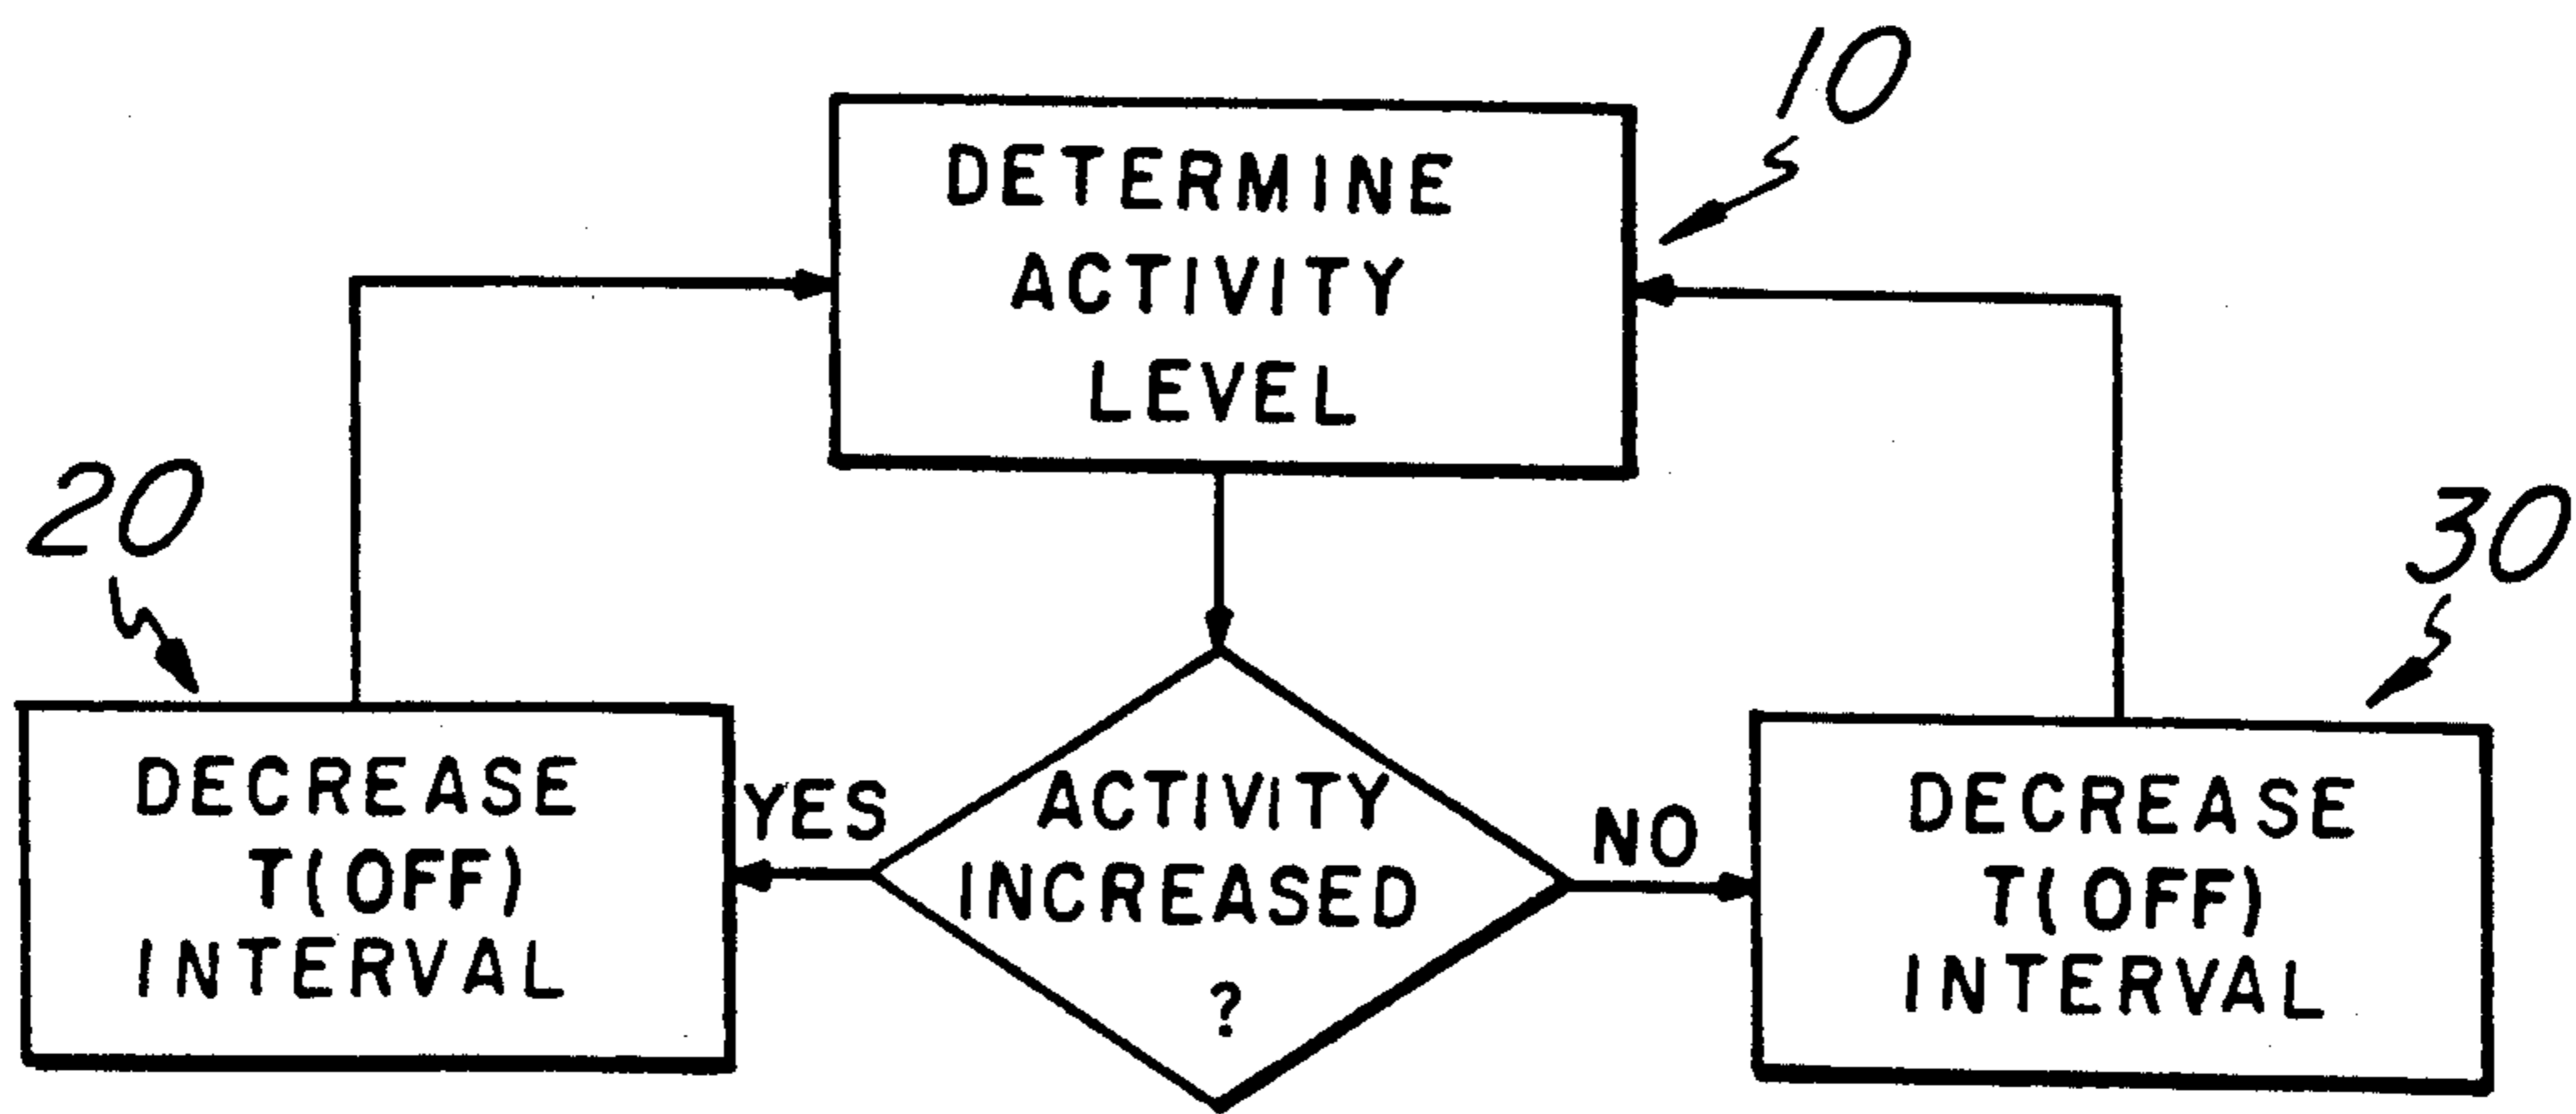 10
DETERMINE
ACTIVITY
LEVEL
20
30
DECREASE
T(OFF)
INTERVAL
YES
ACTIVITY
INCREASED
?
NO
DECREASE
T(OFF)
INTERVAL